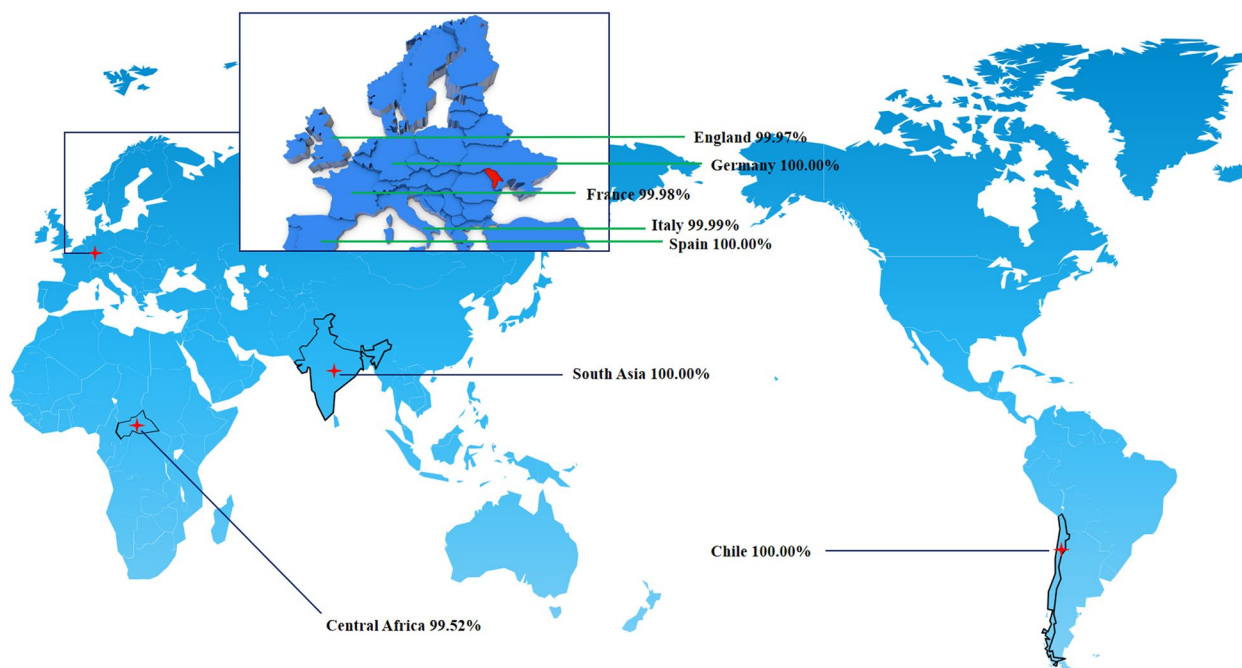 England 99.97%
Germany 100.00%
France 99.98%
Italy 99.99%
Spain 100.00%
South Asia 100.00%
Chile 100.00%
Central Africa 99.52%